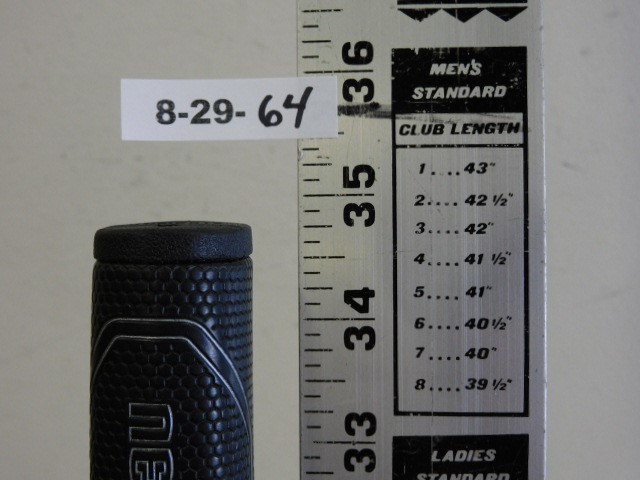 8-29-64
36
35
34
33
MEN'S
STANDARD
CLUB LENGTH
1....43"
2....42 1/2"
3....42"
4....41 1/2"
5....41"
6....40 1/2"
7....40"
8....39 1/2"
LADIES
STANDARD